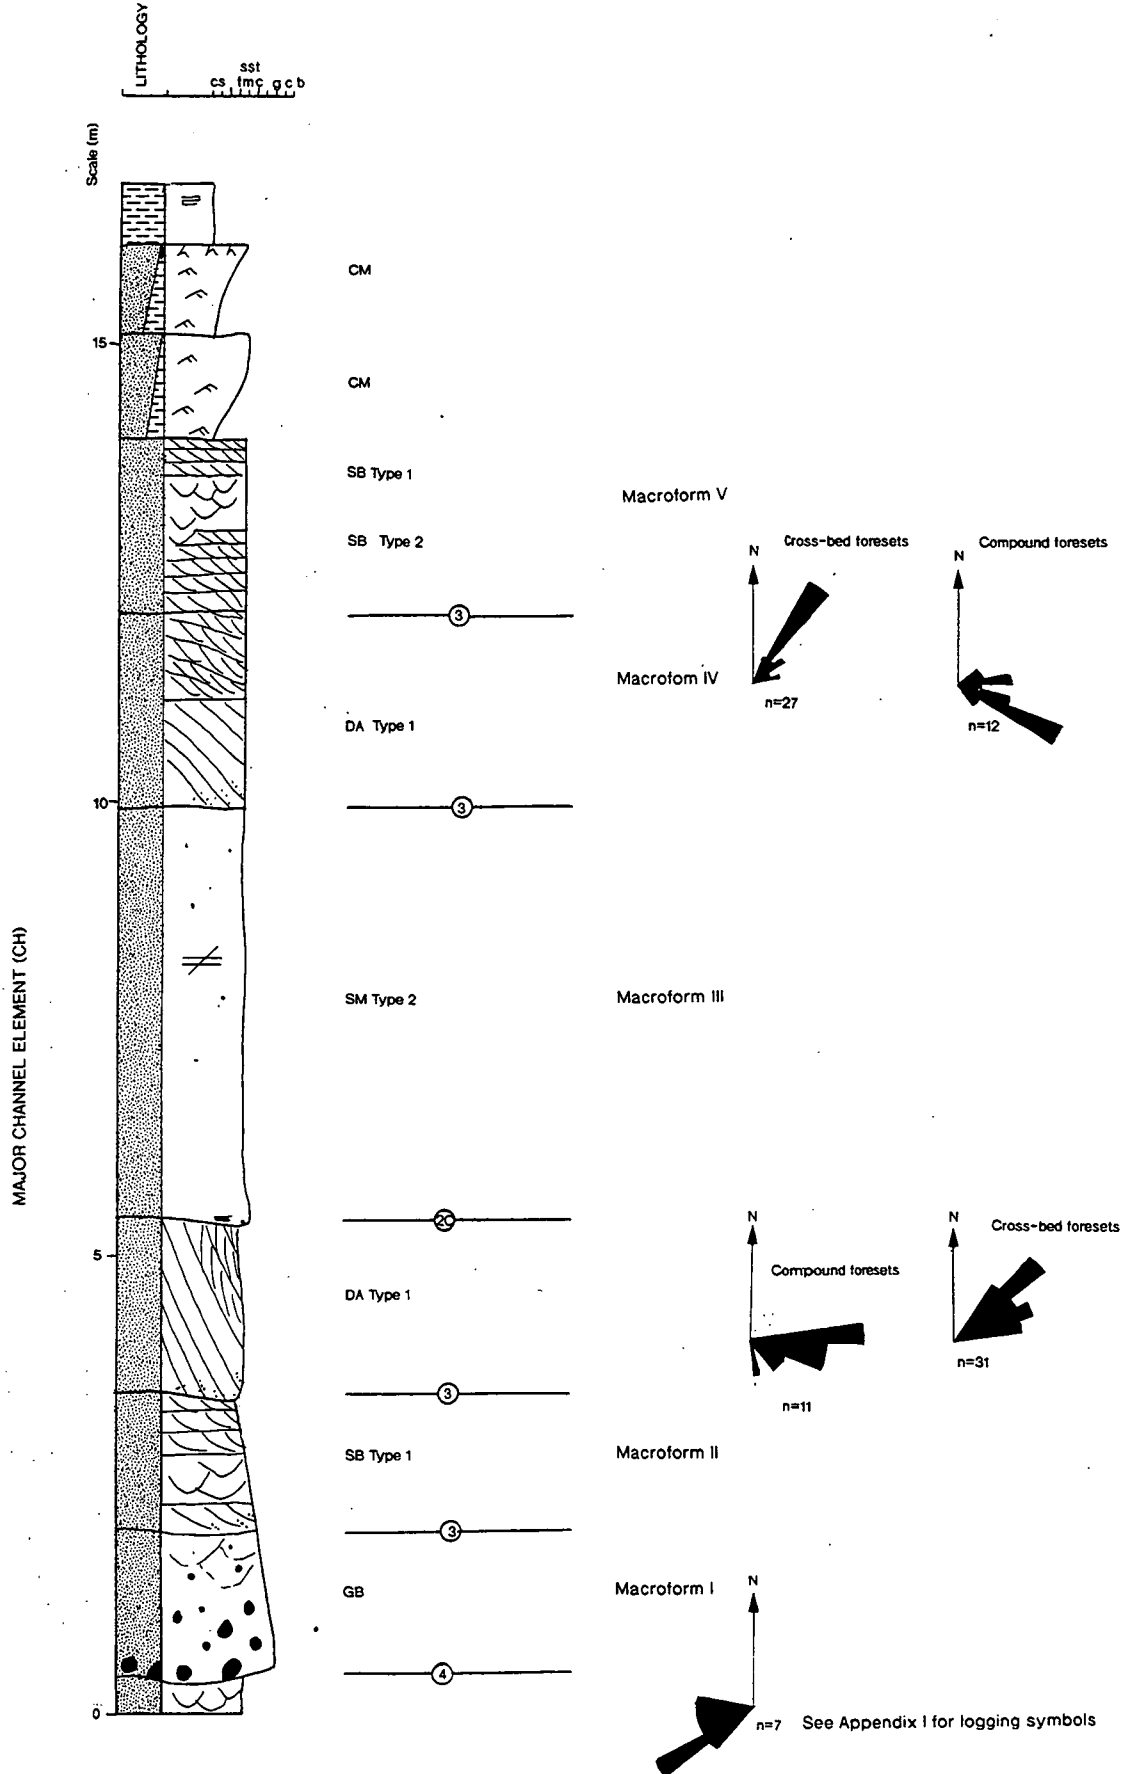 LITHOLOGY
sst
cs fmc g c b
Scale (m)
CM
15
CM
SB Type 1
Macroform V
SB Type 2
N
Cross-bed foresets
N
Compound foresets
3
Macrofom IV
n=27
n=12
DA Type 1
10
3
MAJOR CHANNEL ELEMENT (CH)
SM Type 2
Macroform III
2C
5
N
Compound foresets
N
Cross-bed foresets
DA Type 1
n=31
n=11
3
SB Type 1
Macroform II
3
GB
Macroform I
N
4
0
n=7
See Appendix I for logging symbols